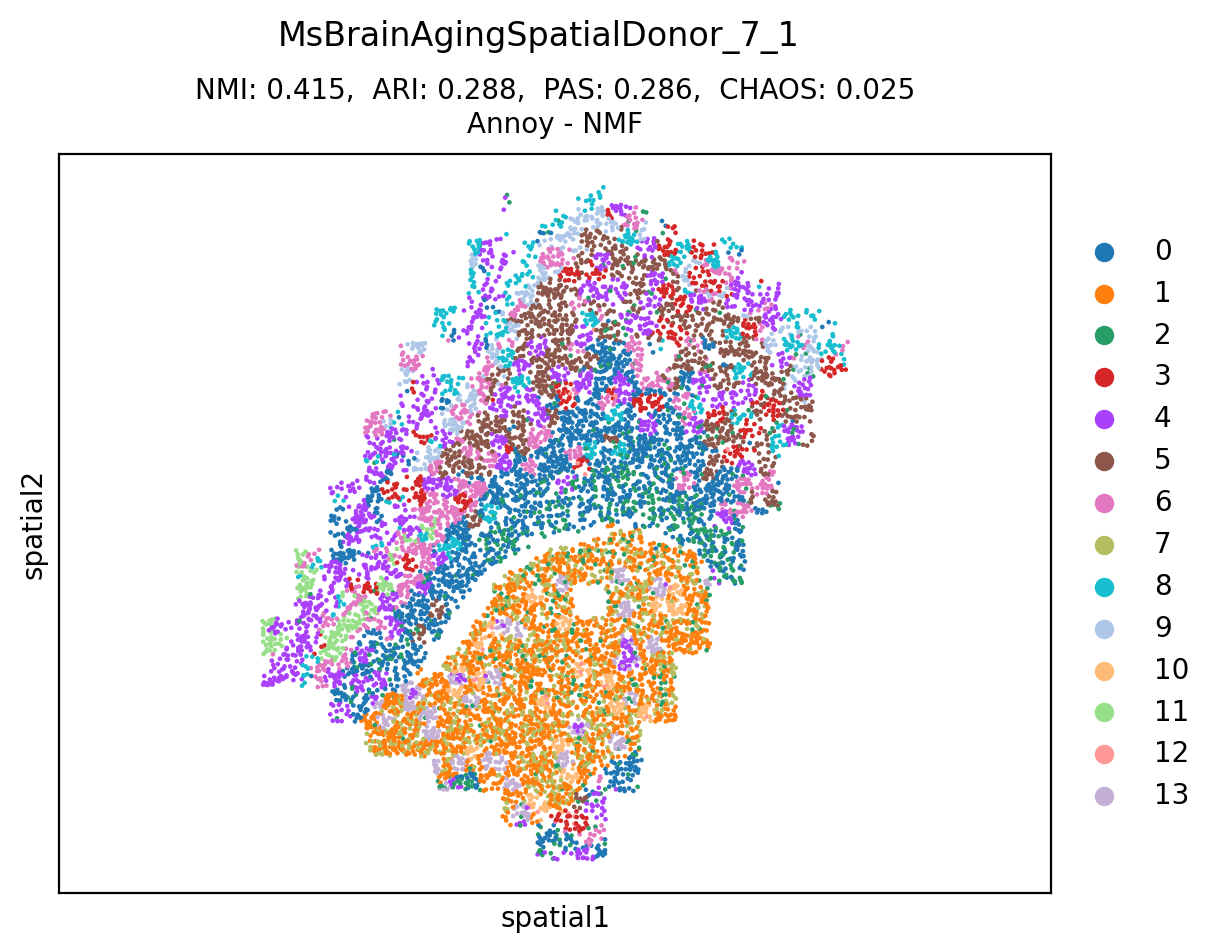 MsBrainAgingSpatialDonor_7_1
NMI: 0.415,  ARI: 0.288,  PAS: 0.286,  CHAOS: 0.025
Annoy - NMF
spatial2
0
1
2
3
4
5
6
7
8
9
10
11
12
13
spatial1